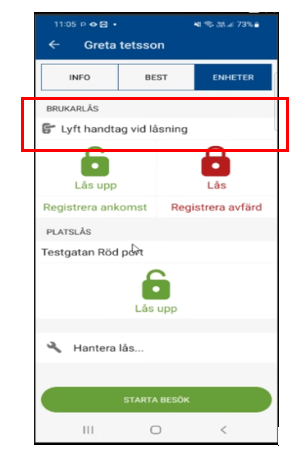 11:05 P
73%
Greta tetsson
INFO BEST ENHETER
BRUKARLÅS
Lyft handtag vid låsning
Lås upp Lås
Registrera ankomst Registrera avfärd
PLATSLÅS
Testgatan Röd port
Lås upp
Hantera lås...
STARTA BESÖK